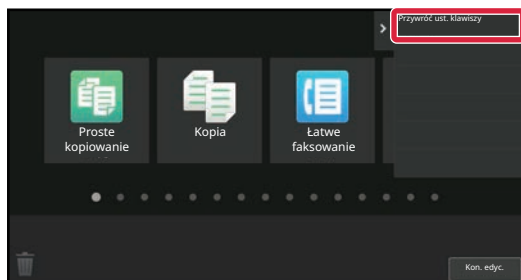 Przywróć ust. klawiszy
Proste
kopiowanie
Kopia
Łatwe
faksowanie
Kon. edyc.